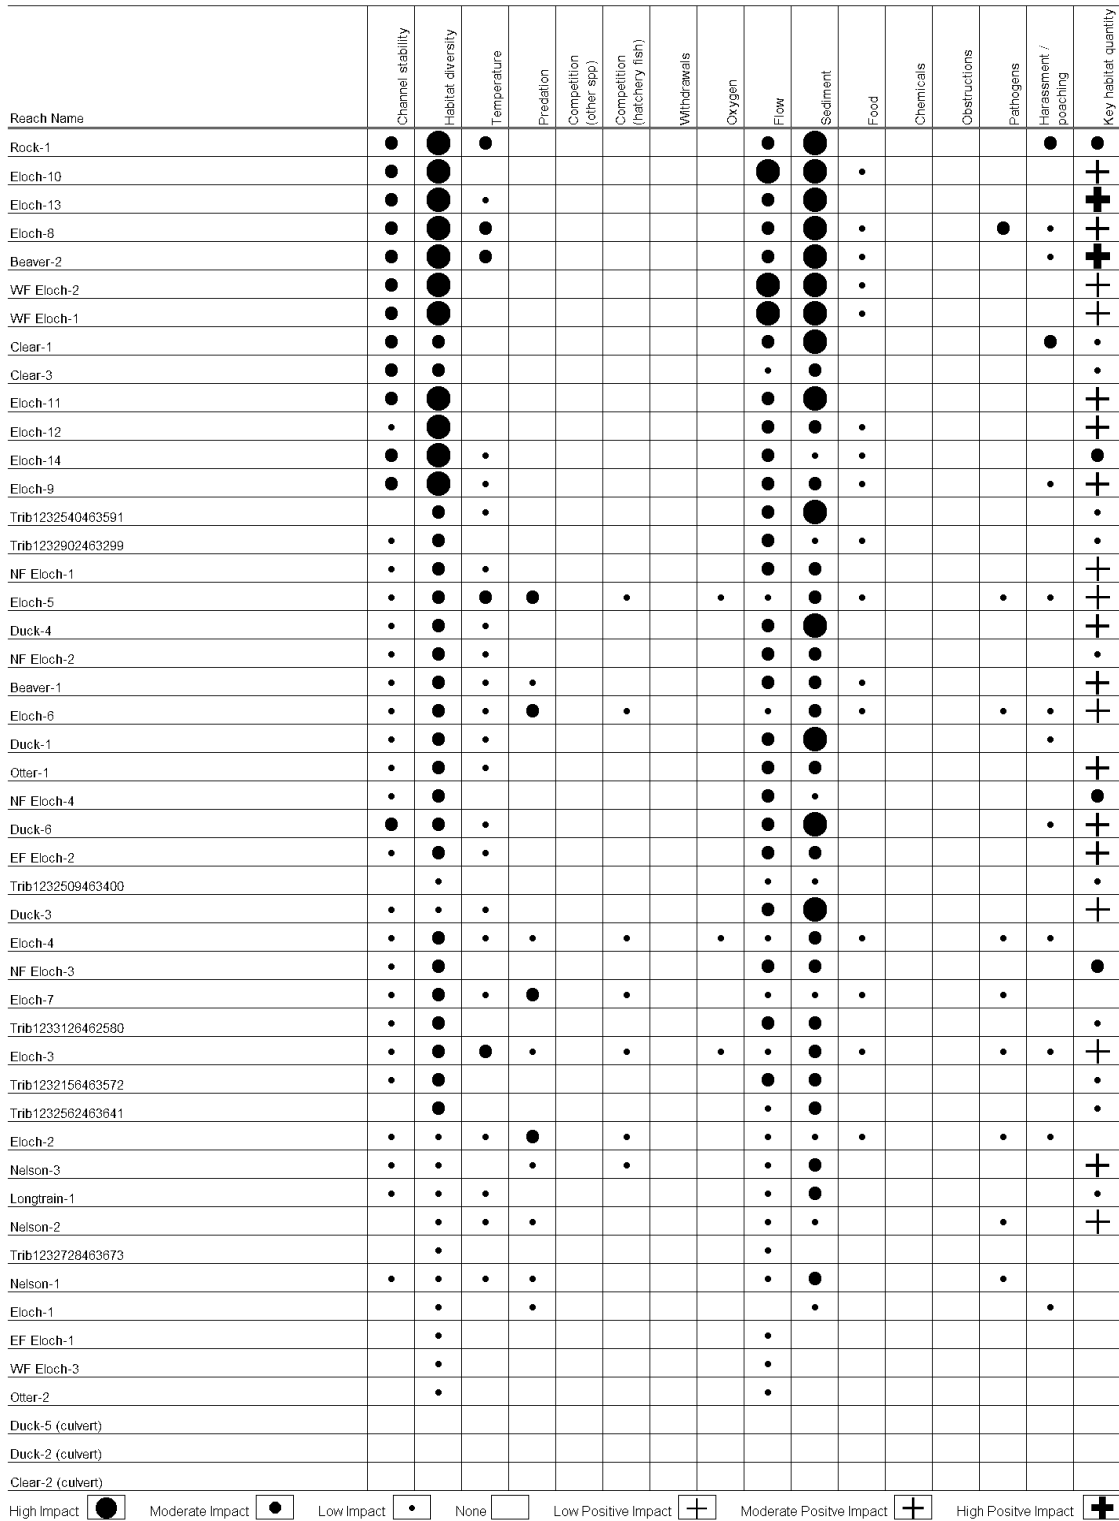 Reach Name
Channel stability
Habitat diversity
Temperature
Predation
Competition
(other spp)
Competition
(hatchery fish)
Withdrawals
Oxygen
Flow
Sediment
Food
Chemicals
Obstructions
Pathogens
Harassment /
poaching
Key habitat quantity
Rock-1
Eloch-10
Eloch-13
Eloch-8
Beaver-2
WF Eloch-2
WF Eloch-1
Clear-1
Clear-3
Eloch-11
Eloch-12
Eloch-14
Eloch-9
Trib1232540463591
Trib1232902463299
NF Eloch-1
Eloch-5
Duck-4
NF Eloch-2
Beaver-1
Eloch-6
Duck-1
Otter-1
NF Eloch-4
Duck-6
EF Eloch-2
Trib1232509463400
Duck-3
Eloch-4
NF Eloch-3
Eloch-7
Trib1233126462580
Eloch-3
Trib1232156463572
Trib1232562463641
Eloch-2
Nelson-3
Longtrain-1
Nelson-2
Trib1232728463673
Nelson-1
Eloch-1
EF Eloch-1
WF Eloch-3
Otter-2
Duck-5 (culvert)
Duck-2 (culvert)
Clear-2 (culvert)
High Impact Moderate Impact Low Impact None Low Positive Impact Moderate Positve Impact High Positve Impact